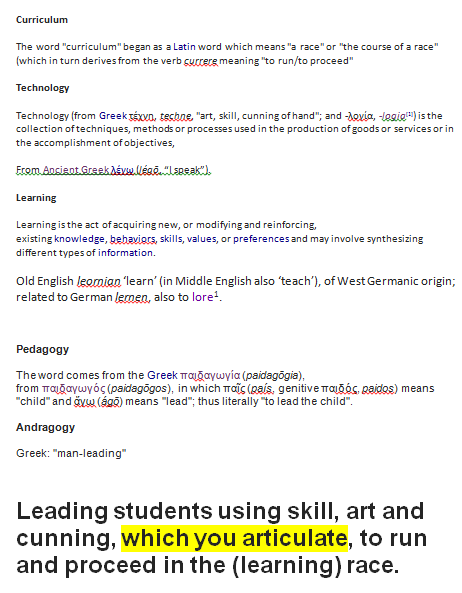 Curriculum
The word "curriculum" began as a Latin word which means "a race" or "the course of a race"
(which in turn derives from the verb currere meaning "to run/to proceed"
Technology
Technology (from Greek τέχνη, techne, "art, skill, cunning of hand"; and -λογία, -logia[1]) is the
collection of techniques, methods or processes used in the production of goods or services or in
the accomplishment of objectives,
From Ancient Greek λέγω (légō, “I speak”).
Learning
Learning is the act of acquiring new, or modifying and reinforcing,
existing knowledge, behaviors, skills, values, or preferences and may involve synthesizing
different types of information.
Old English leornian ‘learn’ (in Middle English also ‘teach’), of West Germanic origin;
related to German lernen, also to lore1.
Pedagogy
The word comes from the Greek παιδαγωγία (paidagōgia),
from παιδαγωγός (paidagōgos), in which παῖς (país, genitive παιδός, paidos) means
"child" and ἄγω (ágō) means "lead"; thus literally "to lead the child".
Andragogy
Greek: "man-leading"
Leading students using skill, art and
cunning, which you articulate, to run
and proceed in the (learning) race.